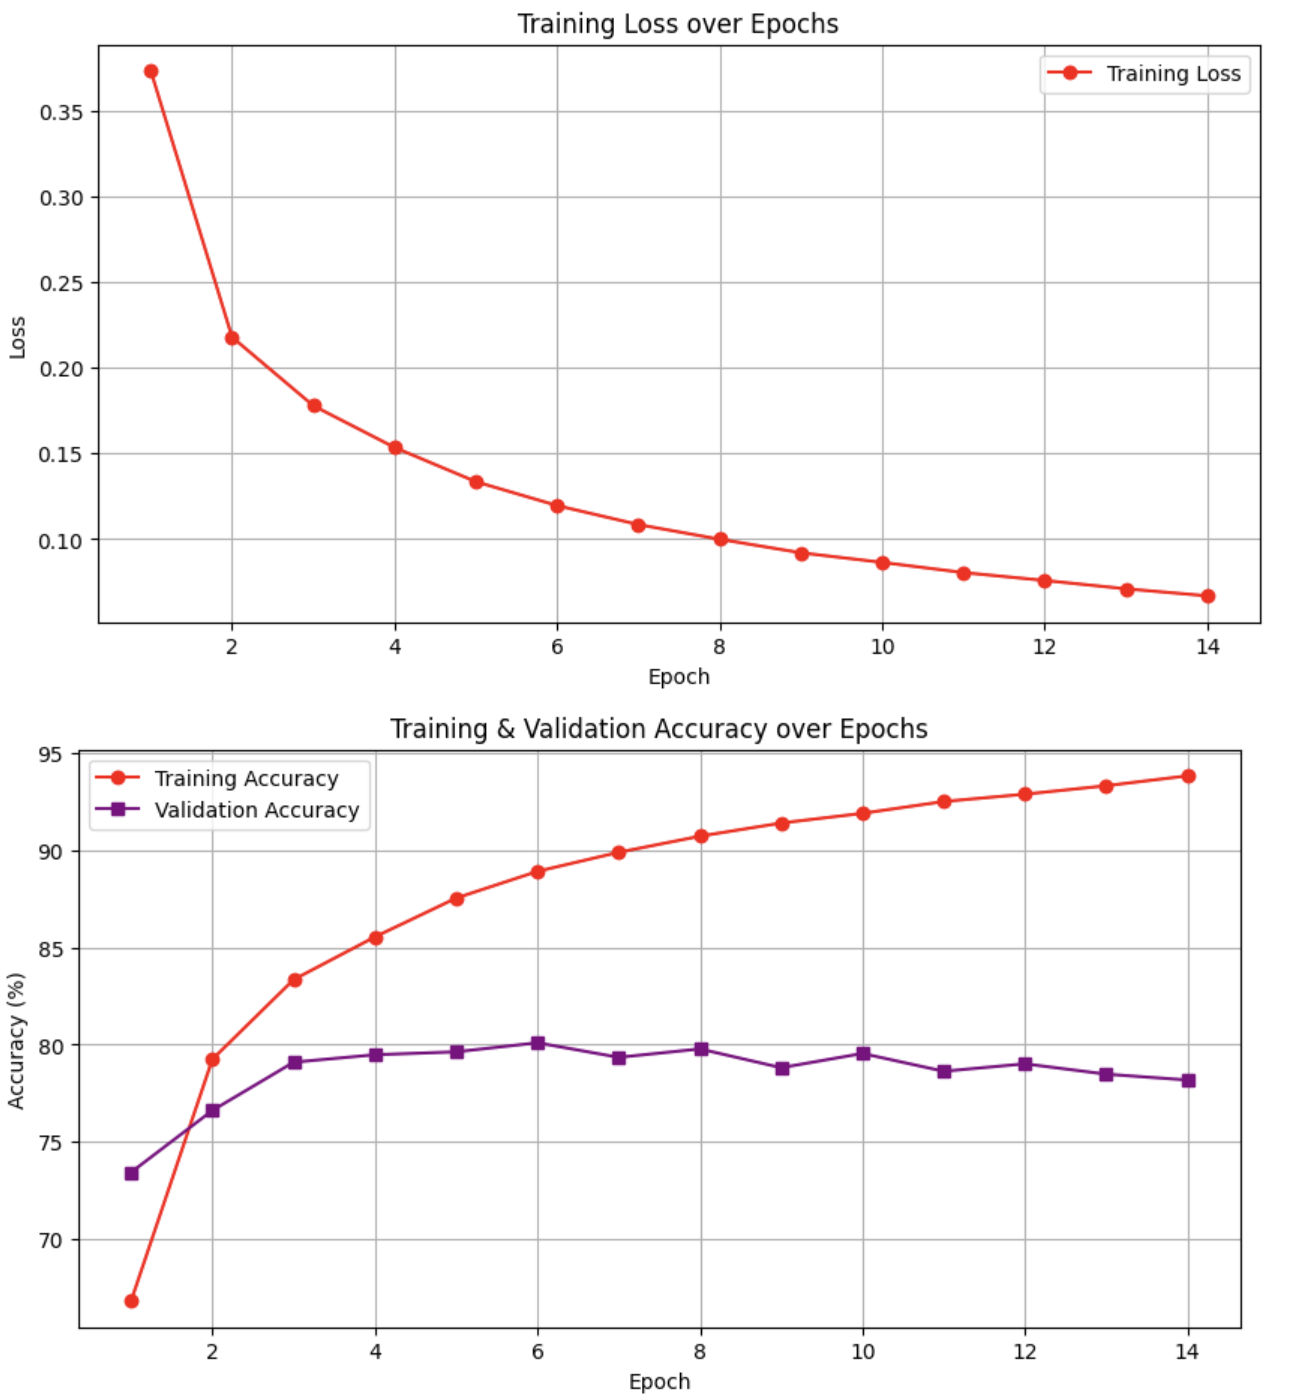 Training Loss over Epochs
Training Loss
0.35
0.30
0.25
0.20
0.15
0.10
Loss
2 4 6 8 10 12 14
Epoch
Training & Validation Accuracy over Epochs
Training Accuracy
Validation Accuracy
95
90
85
80
75
70
Accuracy (%)
2 4 6 8 10 12 14
Epoch